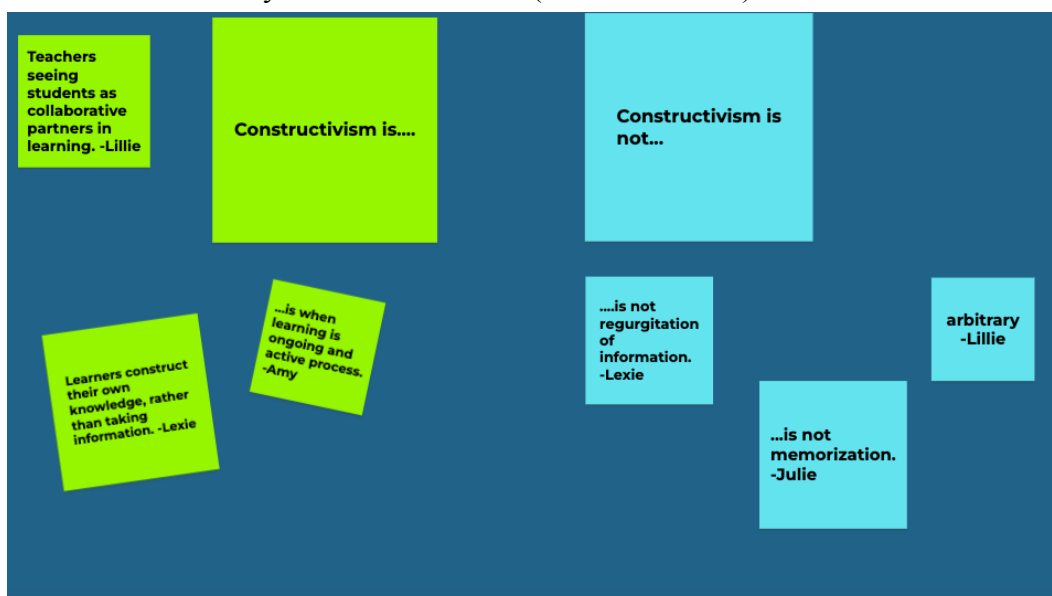 Teachers
seeing
students as
collaborative
partners in
learning. -Lillie
Constructivism is....
Constructivism is
not...
Learners construct
their own
knowledge, rather
than taking
information. -Lexie
...is when
learning is
ongoing and
active process.
-Amy
....is not
regurgitation
of
information.
-Lexie
arbitrary
-Lillie
...is not
memorization.
-Julie